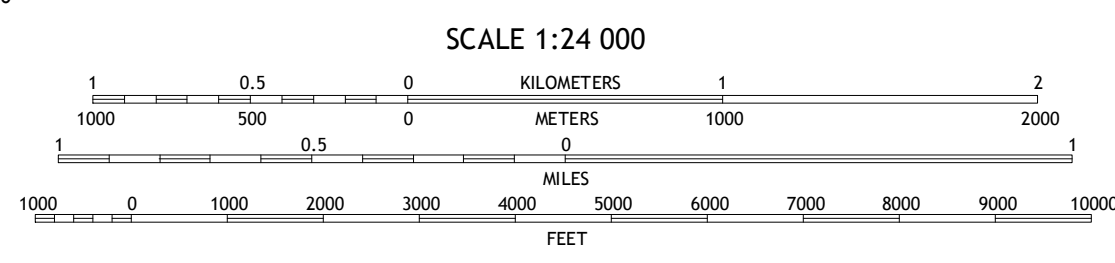 SCALE 1:24 000
1 0.5 0 KILOMETERS 1 2
1000 500 0 METERS 1000 2000
1 0.5 0 1
MILES
1000 0 1000 2000 3000 4000 5000 6000 7000 8000 9000 10000
FEET